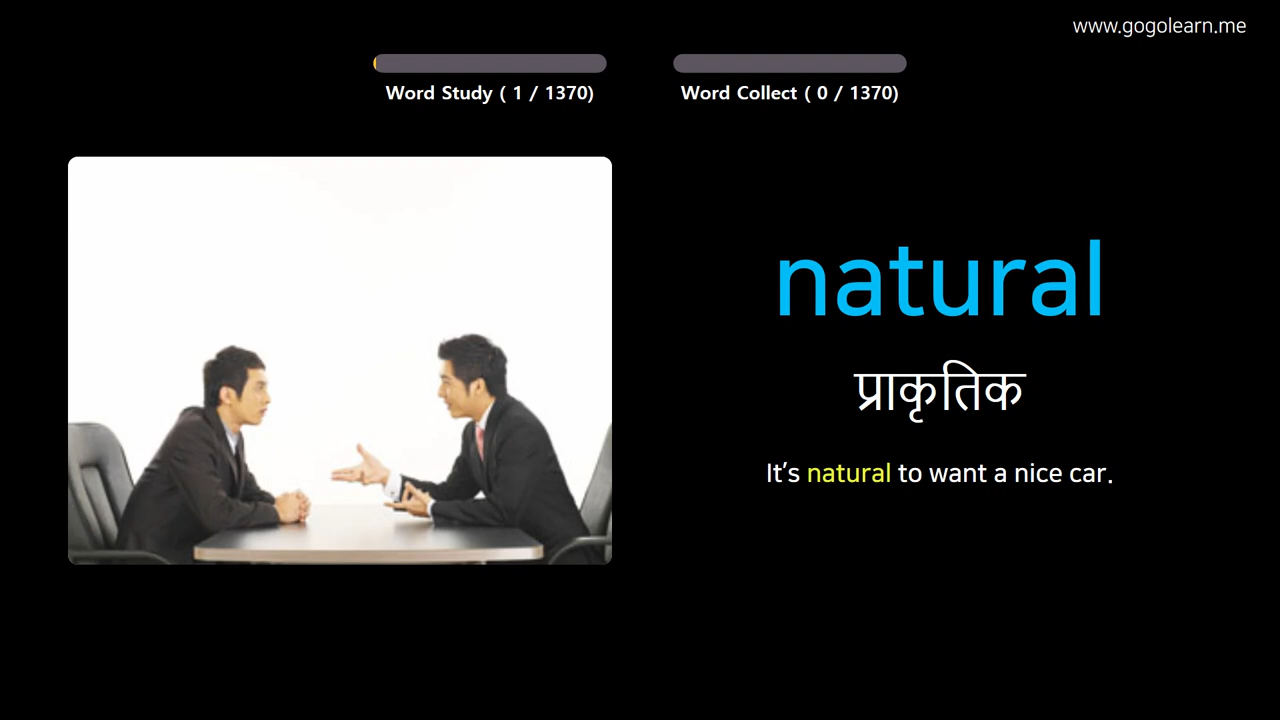 www.gogolearn.me
Word Study ( 1 / 1370)
Word Collect ( 0 / 1370)
natural
प्राकृतिक
It's natural to want a nice car.